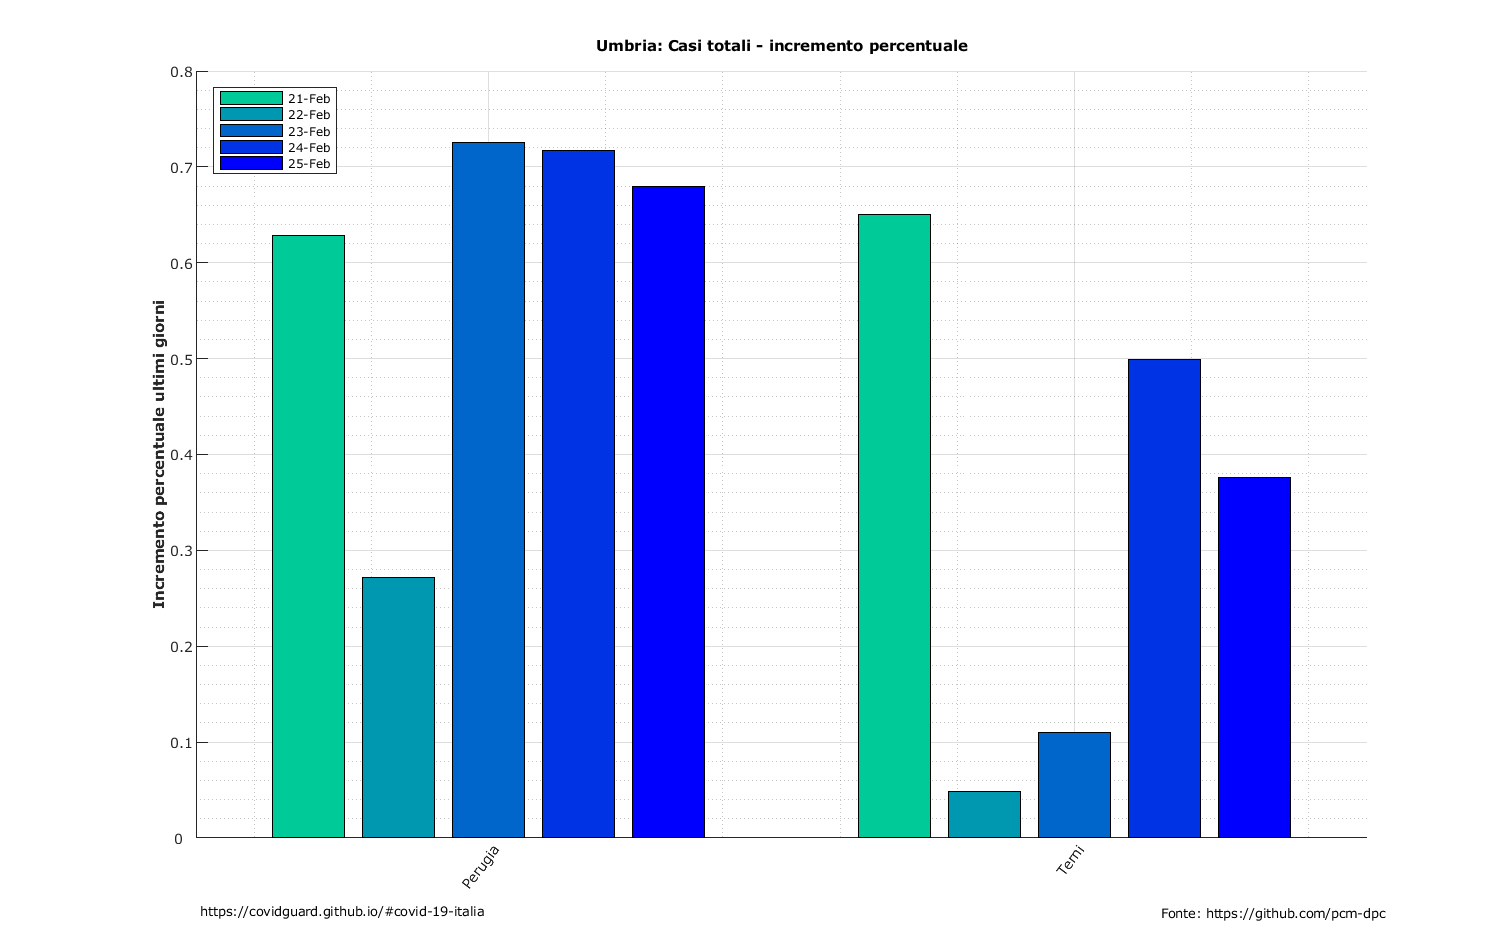 Umbria: Casi totali - incremento percentuale
21-Feb
22-Feb
23-Feb
24-Feb
25-Feb
Incremento percentuale ultimi giorni
0.8
0.7
0.6
0.5
0.4
0.3
0.2
0.1
0
Perugia
Terni
https://covidguard.github.io/#covid-19-italia
Fonte: https://github.com/pcm-dpc